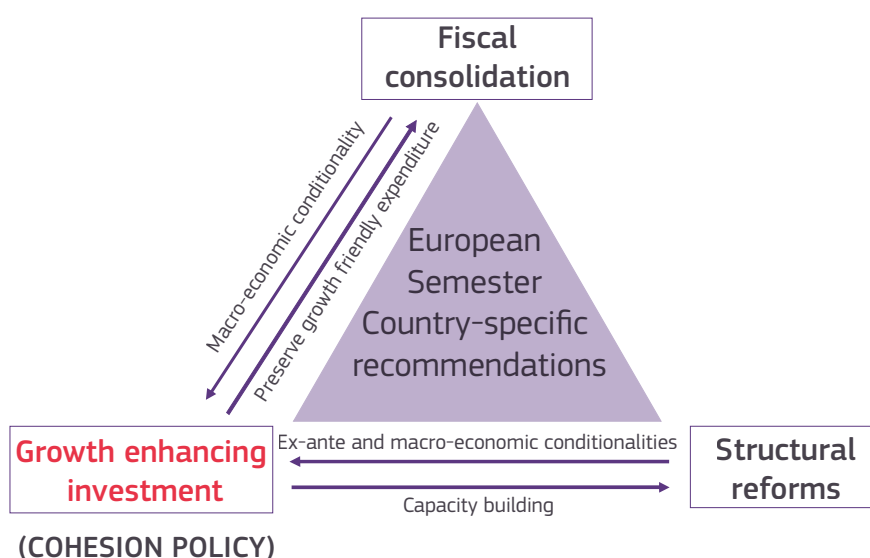 Fiscal
consolidation
Macro-economic conditionality
Preserve growth friendly expenditure
European
Semester
Country-specific
recommendations
Growth enhancing
investment
Ex-ante and macro-economic conditionalities
Capacity building
Structural
reforms
(COHESION POLICY)